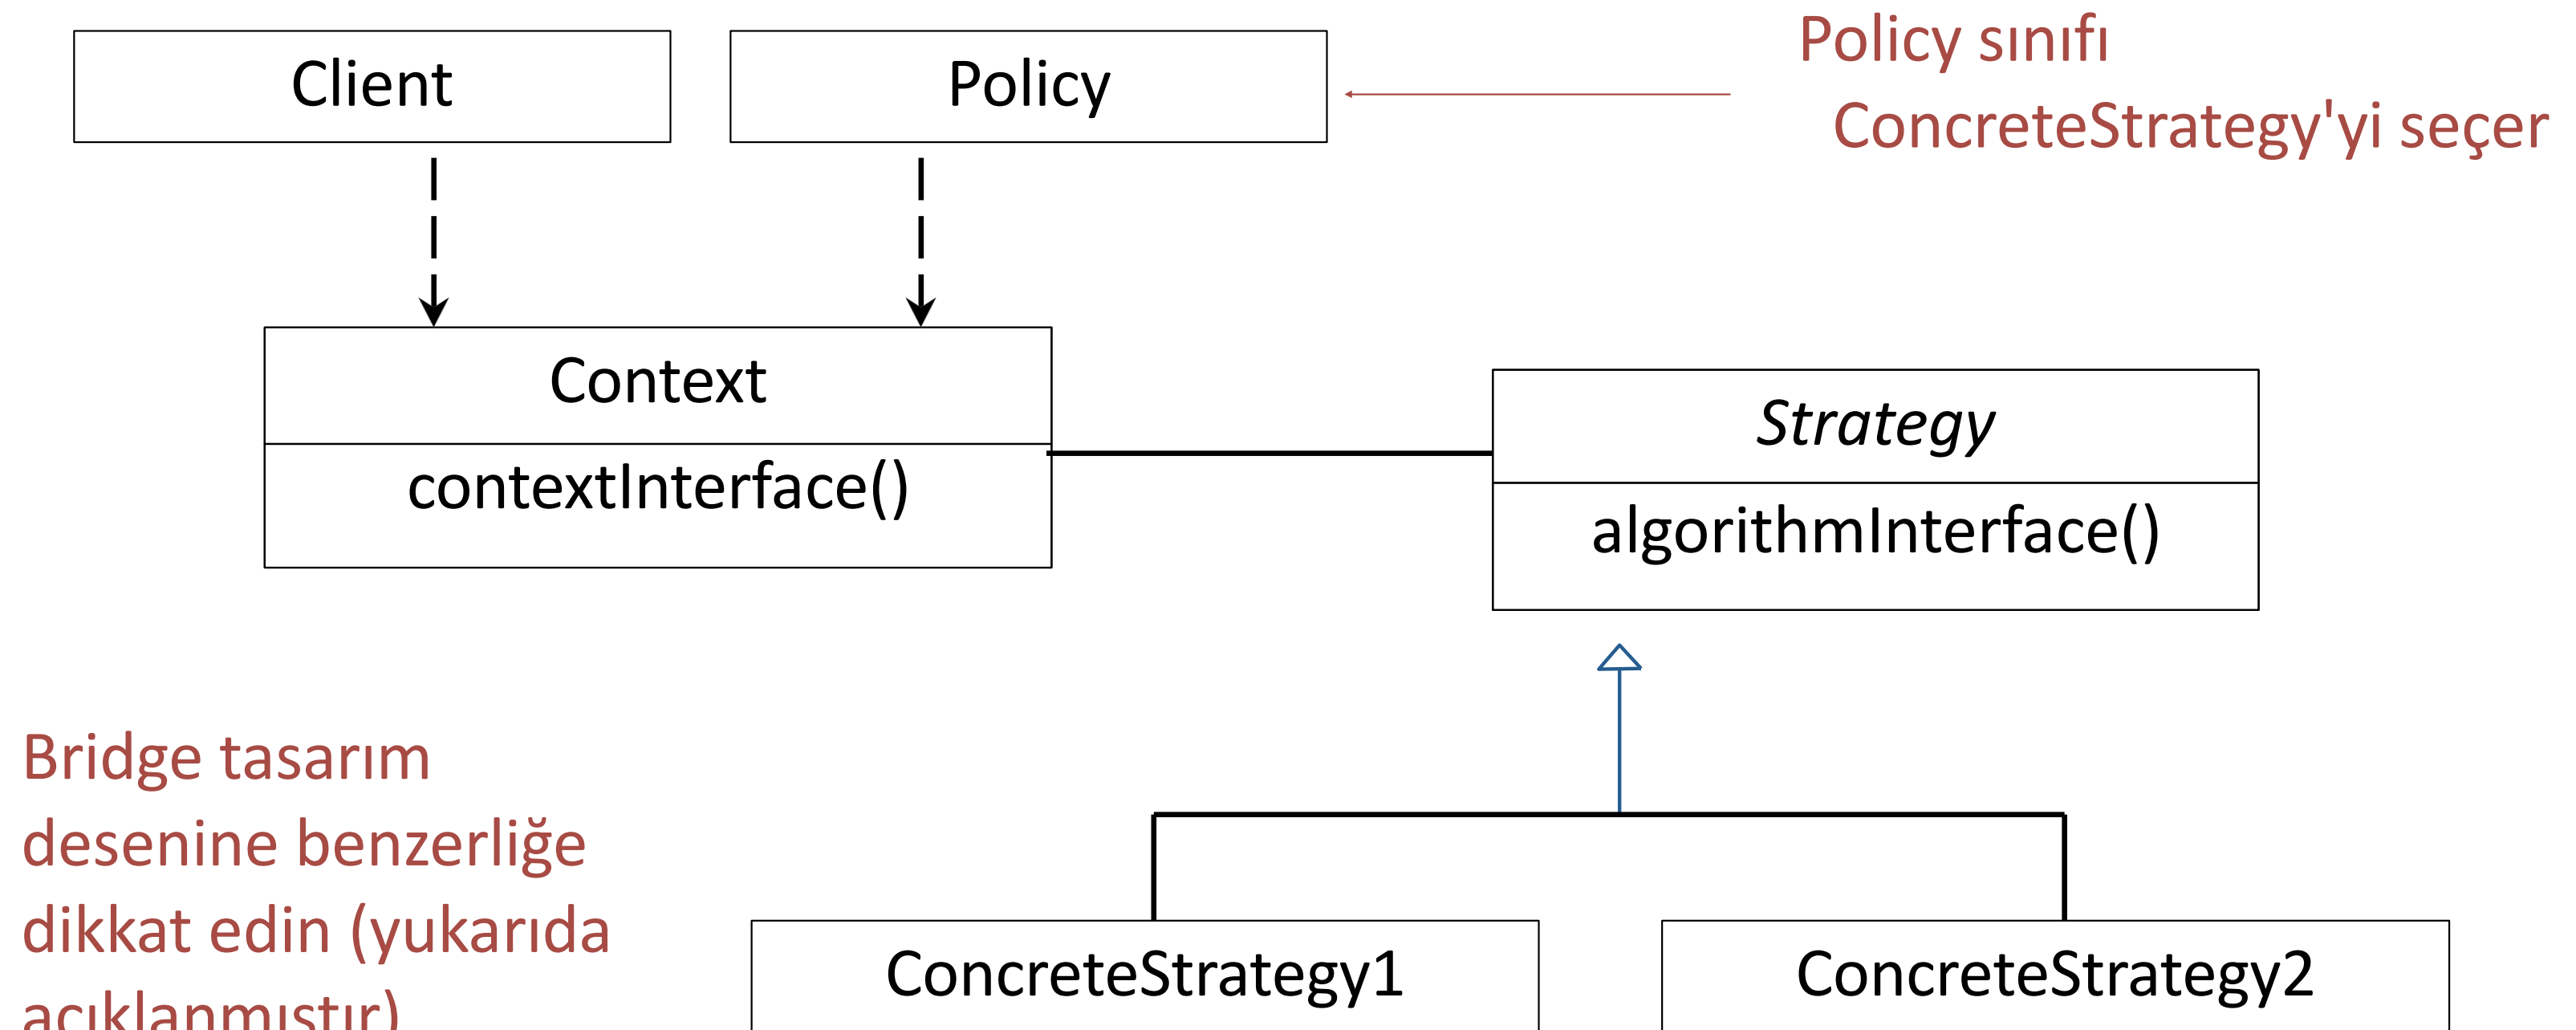 Client
Policy
Policy sınıfı
ConcreteStrategy'yi seçer
Context
contextInterface()
Strategy
algorithmInterface()
Bridge tasarım
desenine benzerliğe
dikkat edin (yukarıda
açıklanmıştır)
ConcreteStrategy1
ConcreteStrategy2